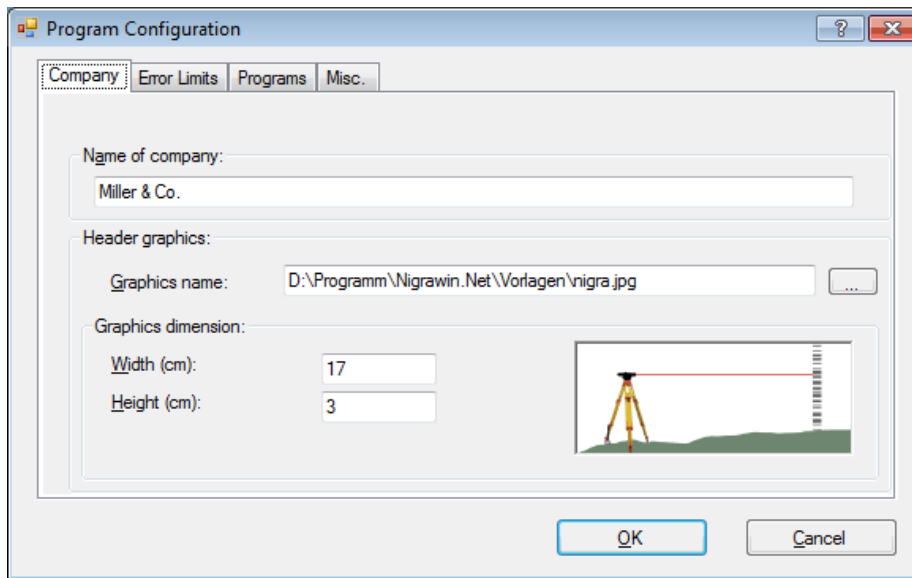 Program Configuration
?
Company Error Limits Programs Misc.
Name of company:
Miller & Co.
Header graphics:
Graphics name: D:\Programm\Nigrawin.Net\Vorlagen\nigra.jpg ...
Graphics dimension:
Width (cm): 17
Height (cm): 3
OK Cancel